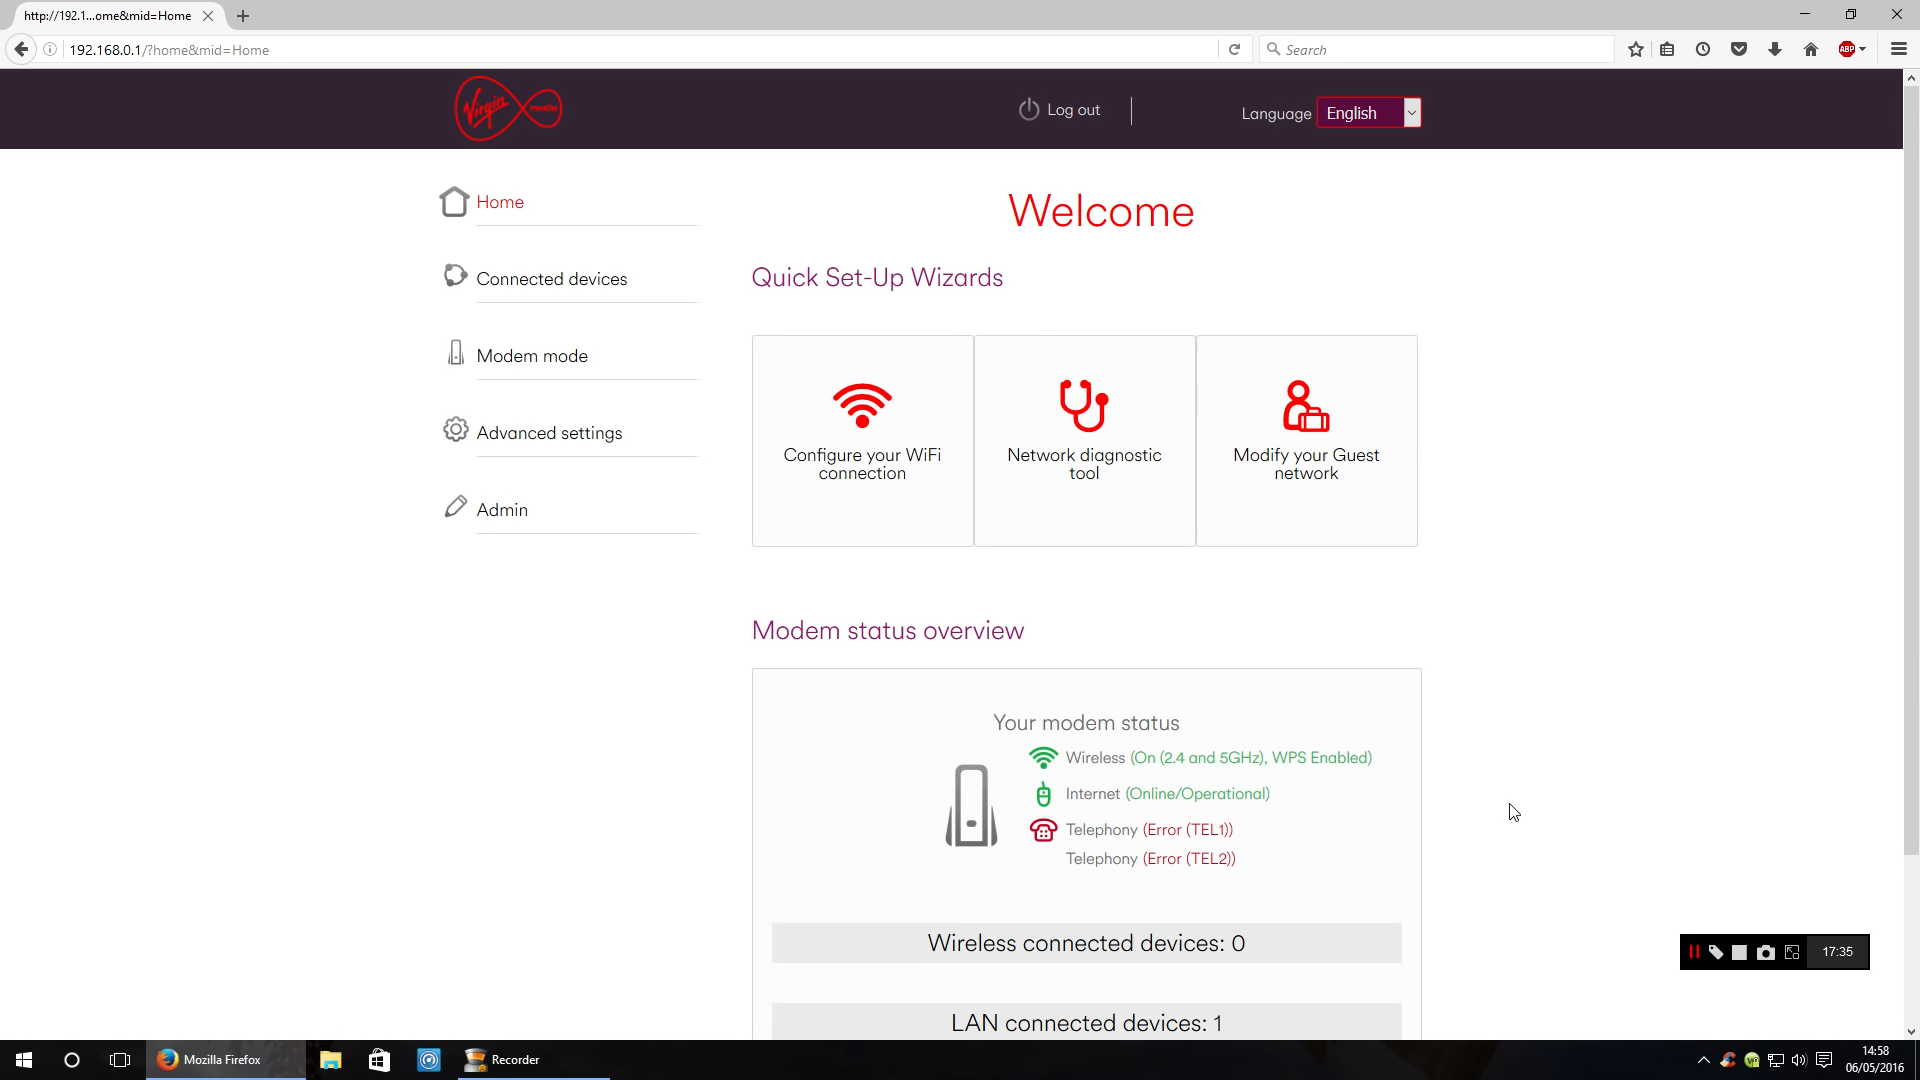 http://192.1...ome&mid=Home
192.168.0.1/?home&mid=Home
Search
ABP
Virgin media
Log out
Language English
Home
Connected devices
Modem mode
Advanced settings
Admin
Welcome
Quick Set-Up Wizards
Configure your WiFi
connection
Network diagnostic
tool
Modify your Guest
network
Modem status overview
Your modem status
Wireless (On (2.4 and 5GHz), WPS Enabled)
Internet (Online/Operational)
Telephony (Error (TEL1))
Telephony (Error (TEL2))
Wireless connected devices: 0
LAN connected devices: 1
17:35
Mozilla Firefox
Recorder
14:58
06/05/2016